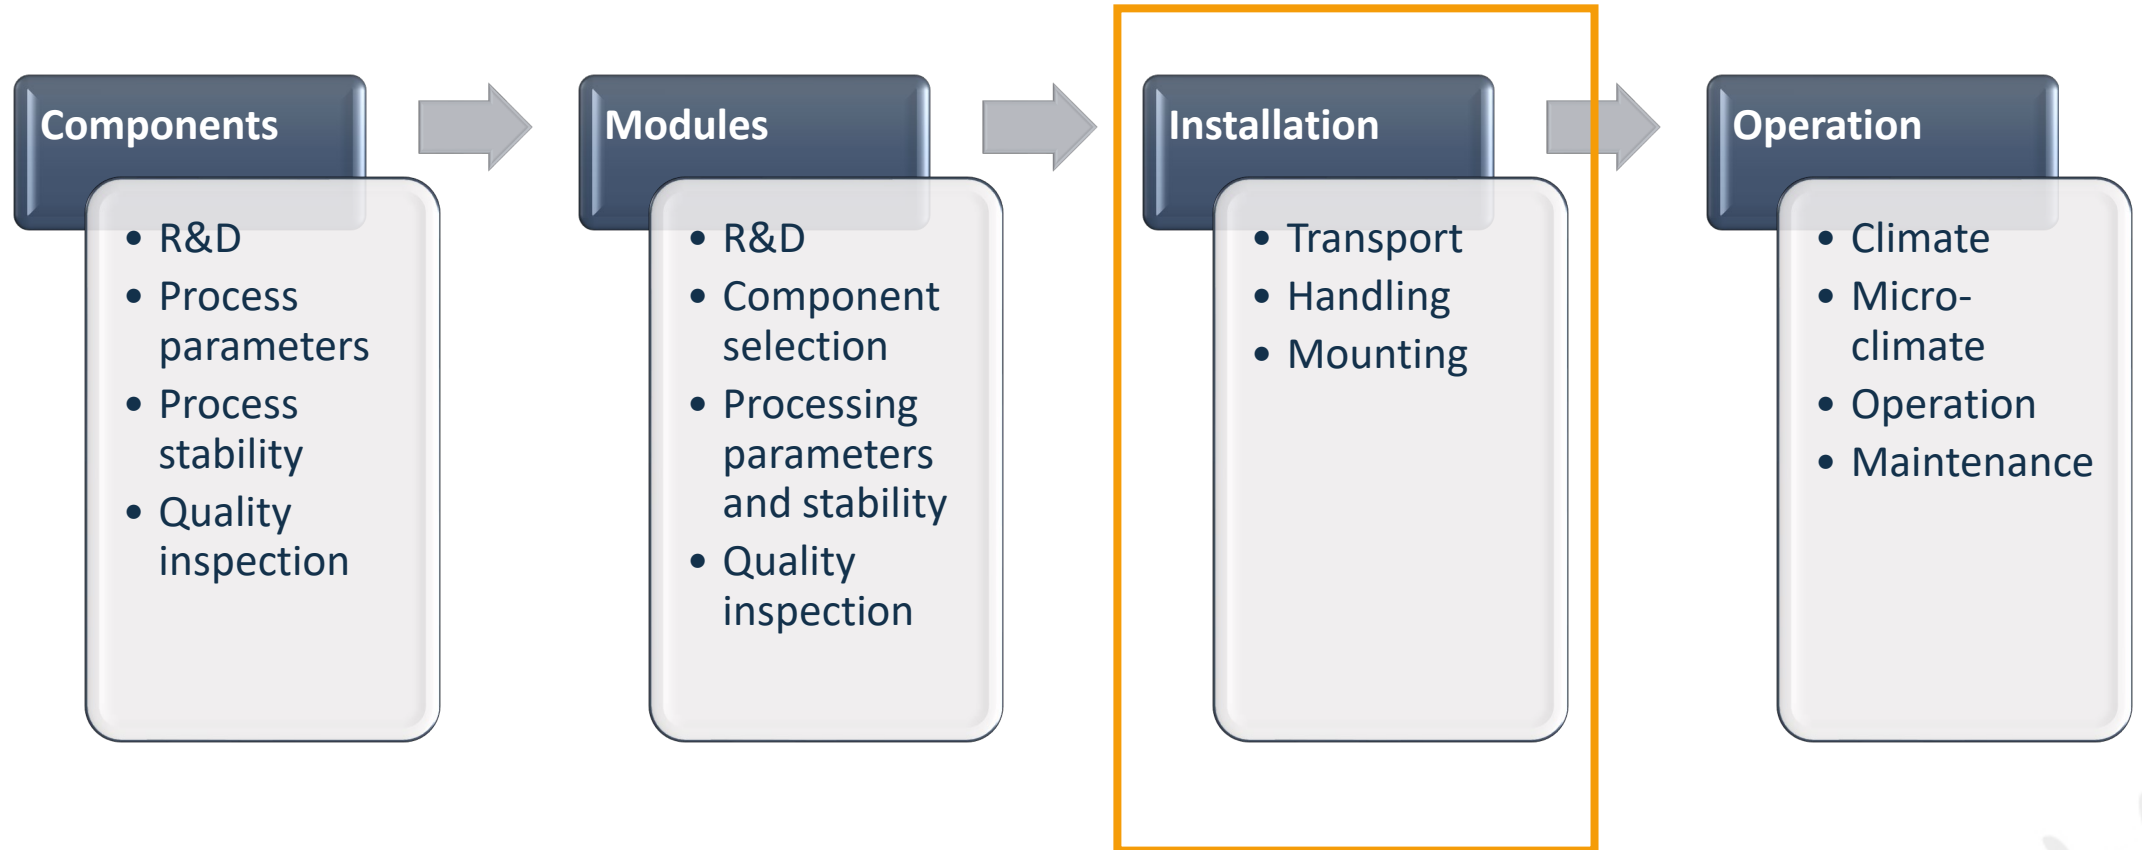 Components
• R&D
• Process
parameters
• Process
stability
• Quality
inspection
Modules
• R&D
• Component
selection
• Processing
parameters
and stability
• Quality
inspection
Installation
• Transport
• Handling
• Mounting
Operation
• Climate
• Micro-
climate
• Operation
• Maintenance